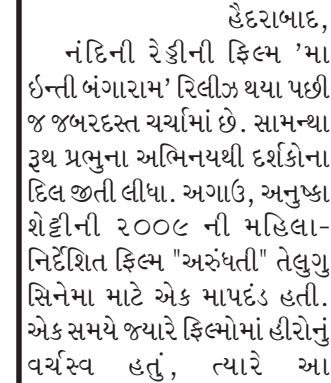 હૈદરાબાદ,
નંદિની રેડ્ડીની ફિલ્મ 'મા
ઇન્તી બંગારામ' રિલીઝ થયા પછી
જ જબરદસ્ત ચર્ચામાં છે. સામન્થા
રૂથ પ્રભુના અભિનયથી દર્શકોના
દિલ જીતી લીધા. અગાઉ, અનુષ્કા
શેટ્ટીની ૨૦૦૯ ની મહિલા-
નિર્દેશિત ફિલ્મ "અરુંધતી" તેલુગુ
સિનેમા માટે એક માપદંડ હતી.
એક સમયે જ્યારે ફિલ્મોમાં હીરોનું
વર્ચસ્વ હતું, ત્યારે આ